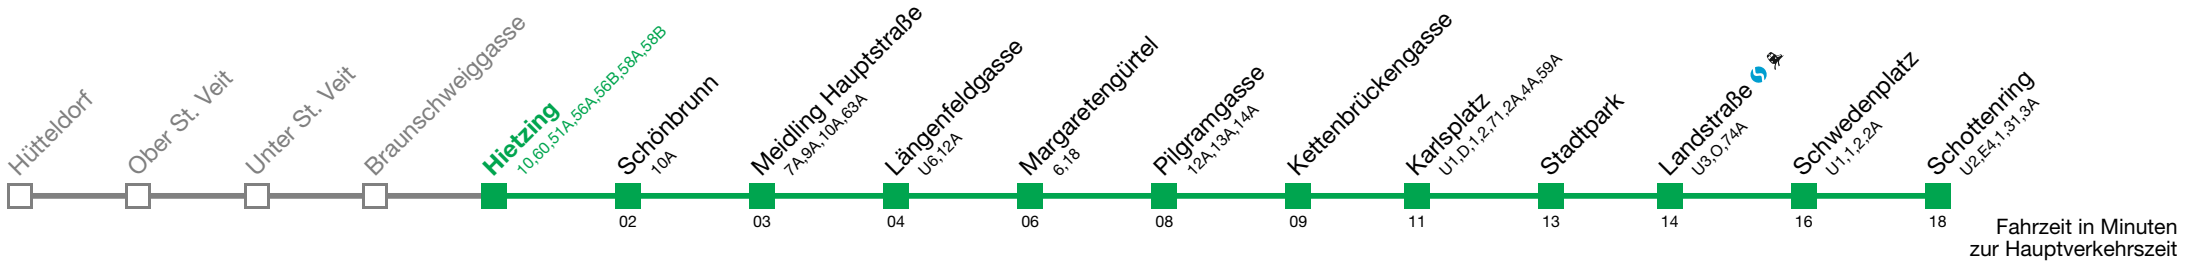 Hütteldorf
Ober St. Veit
Unter St. Veit
Braunschweiggasse
Hietzing
10,60,51A,56A,56B,58A,58B
Schönbrunn
10A
02
Meidling Hauptstraße
7A,9A,10A,63A
03
Längenfeldgasse
U6,12A
04
Margaretengürtel
6,18
06
Pilgramgasse
12A,13A,14A
08
Kettenbrückengasse
09
Karlsplatz
U1,D,1,2,71,2A,4A,59A
11
Stadtpark
13
Landstraße
U3,O,74A
14
Schwedenplatz
U1,1,2,2A
16
Schottenring
U2,E4,1,31,3A
18
Fahrzeit in Minuten
zur Hauptverkehrszeit